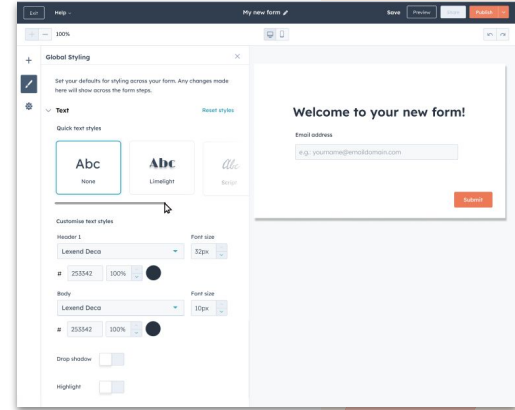 Exit
Help
My new form
Save
Preview
Publish
100%
Global Styling
Set your defaults for styling across your form. Any changes made
here will show across the form steps.
Text
Reset styles
Quick text styles
Abc
None
Abc
Limelight
Customise text styles
Header 1
Font size
Lexend Deca
32px
# 253342 100%
Body
Font size
Lexend Deca
10px
# 253342 100%
Drop shadow
Highlight
Welcome to your new form!
Email address
e.g. yourname@emaildomain.com
Submit